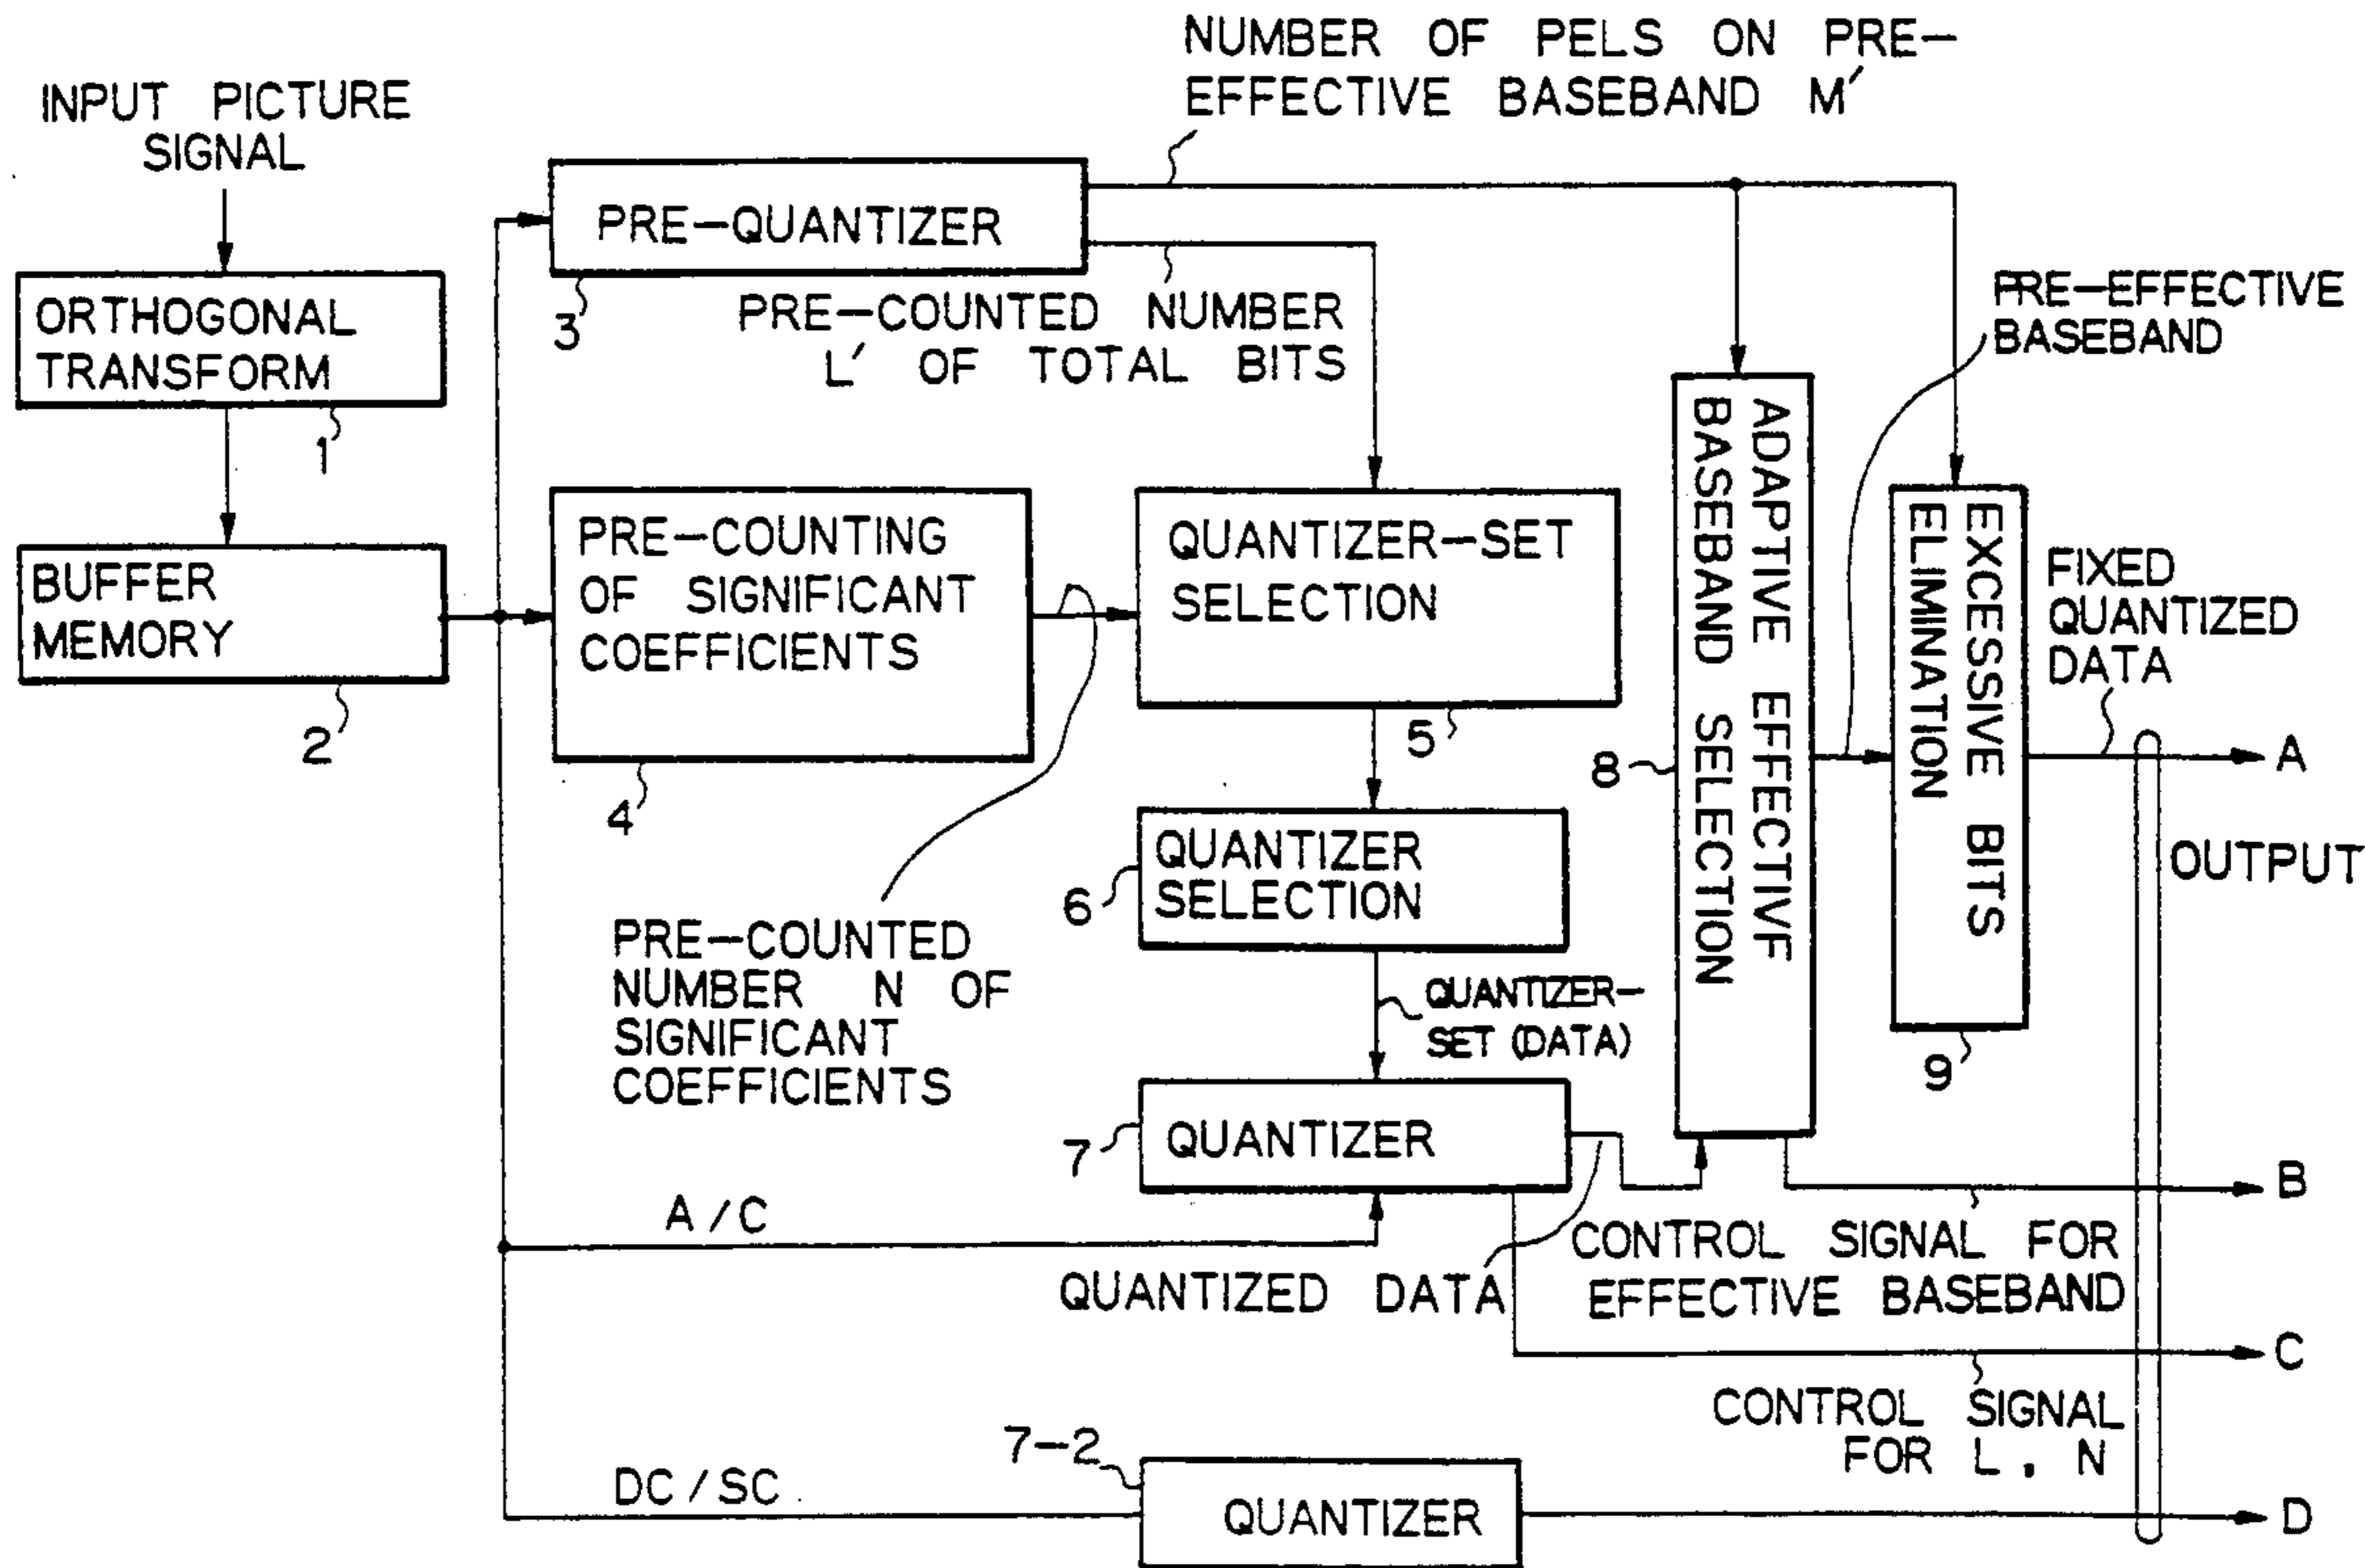 NUMBER OF PELS ON PRE-
EFFECTIVE BASEBAND M′
INPUT PICTURE
SIGNAL
PRE-QUANTIZER
3
PRE-COUNTED NUMBER
L′ OF TOTAL BITS
PRE-EFFECTIVE
BASEBAND
ORTHOGONAL
TRANSFORM
1
BUFFER
MEMORY
2
PRE-COUNTING
OF SIGNIFICANT
COEFFICIENTS
4
QUANTIZER-SET
SELECTION
5
ADAPTIVE EFFECTIVF
BASEBAND SELECTION
8
EXCESSIVE BITS
ELIMINATION
9
FIXED
QUANTIZED
DATA
A
OUTPUT
QUANTIZER
SELECTION
6
PRE-COUNTED
NUMBER N OF
SIGNIFICANT
COEFFICIENTS
QUANTIZER-
SET (DATA)
QUANTIZER
7
A/C
QUANTIZED DATA
B
CONTROL SIGNAL FOR
EFFECTIVE BASEBAND
C
CONTROL SIGNAL
FOR L, N
7-2
DC/SC
QUANTIZER
D